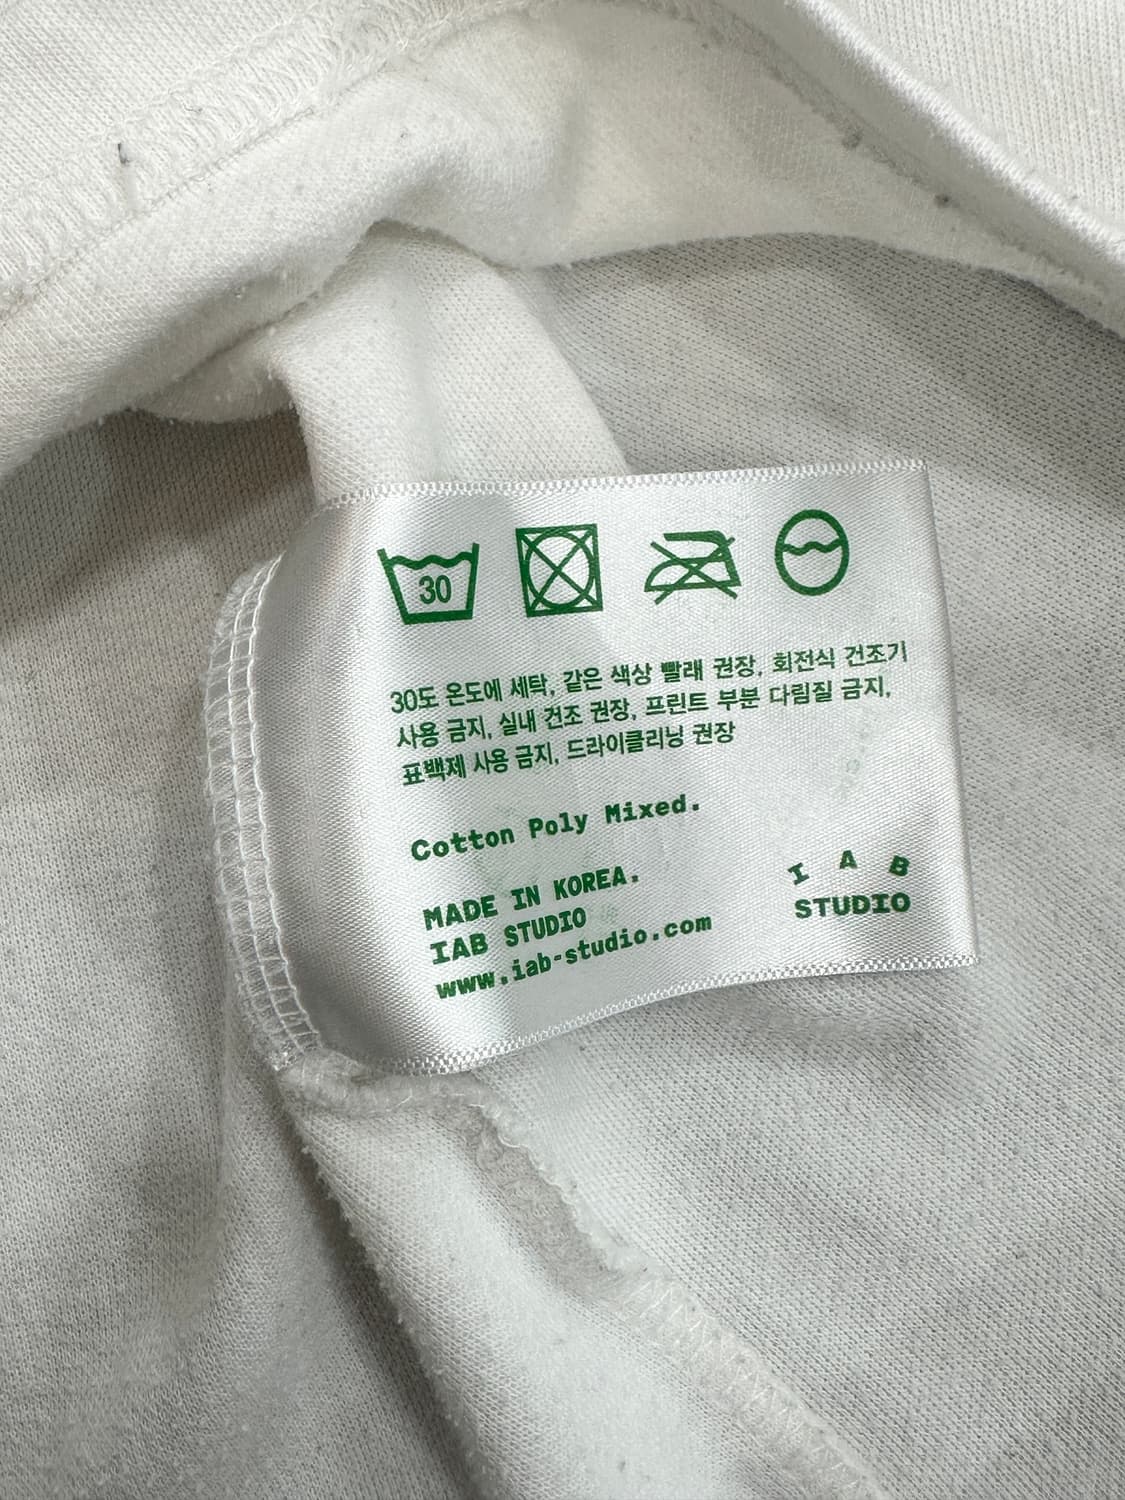 30
30도 온도에 세탁, 같은 색상 빨래 권장, 회전식 건조기
사용 금지, 실내 건조 권장, 프린트 부분 다림질 금지,
표백제 사용 금지, 드라이클리닝 권장
Cotton Poly Mixed.
MADE IN KOREA.
IAB STUDIO
www.iab-studio.com
I A B
STUDIO